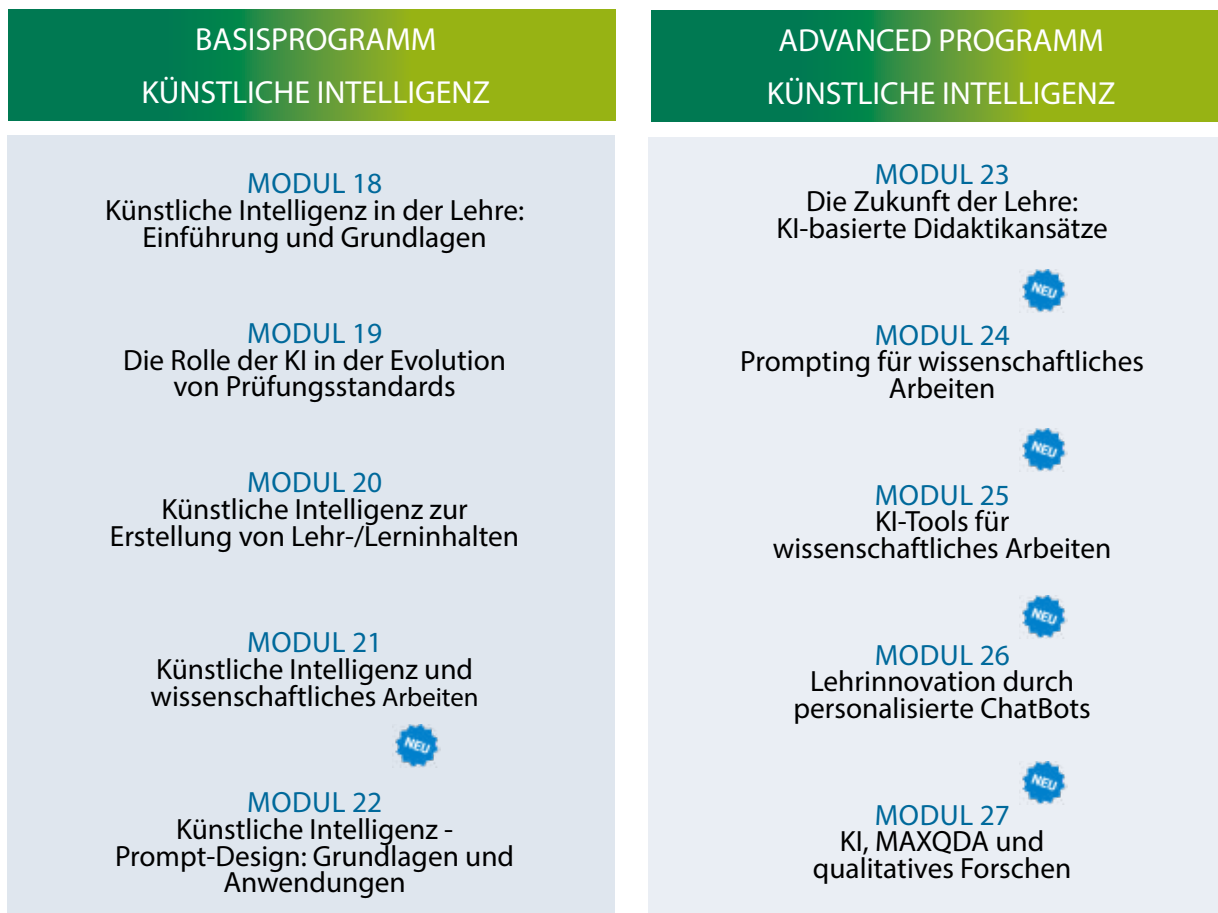 BASISPROGRAMM
KÜNSTLICHE INTELLIGENZ
MODUL 18
Künstliche Intelligenz in der Lehre:
Einführung und Grundlagen
MODUL 19
Die Rolle der KI in der Evolution
von Prüfungsstandards
MODUL 20
Künstliche Intelligenz zur
Erstellung von Lehr-/Lerninhalten
MODUL 21
Künstliche Intelligenz und
wissenschaftliches Arbeiten
NEU
MODUL 22
Künstliche Intelligenz -
Prompt-Design: Grundlagen und
Anwendungen
ADVANCED PROGRAMM
KÜNSTLICHE INTELLIGENZ
MODUL 23
Die Zukunft der Lehre:
KI-basierte Didaktikansätze
NEU
MODUL 24
Prompting für wissenschaftliches
Arbeiten
NEU
MODUL 25
KI-Tools für
wissenschaftliches Arbeiten
NEU
MODUL 26
Lehrinnovation durch
personalisierte ChatBots
NEU
MODUL 27
KI, MAXQDA und
qualitatives Forschen